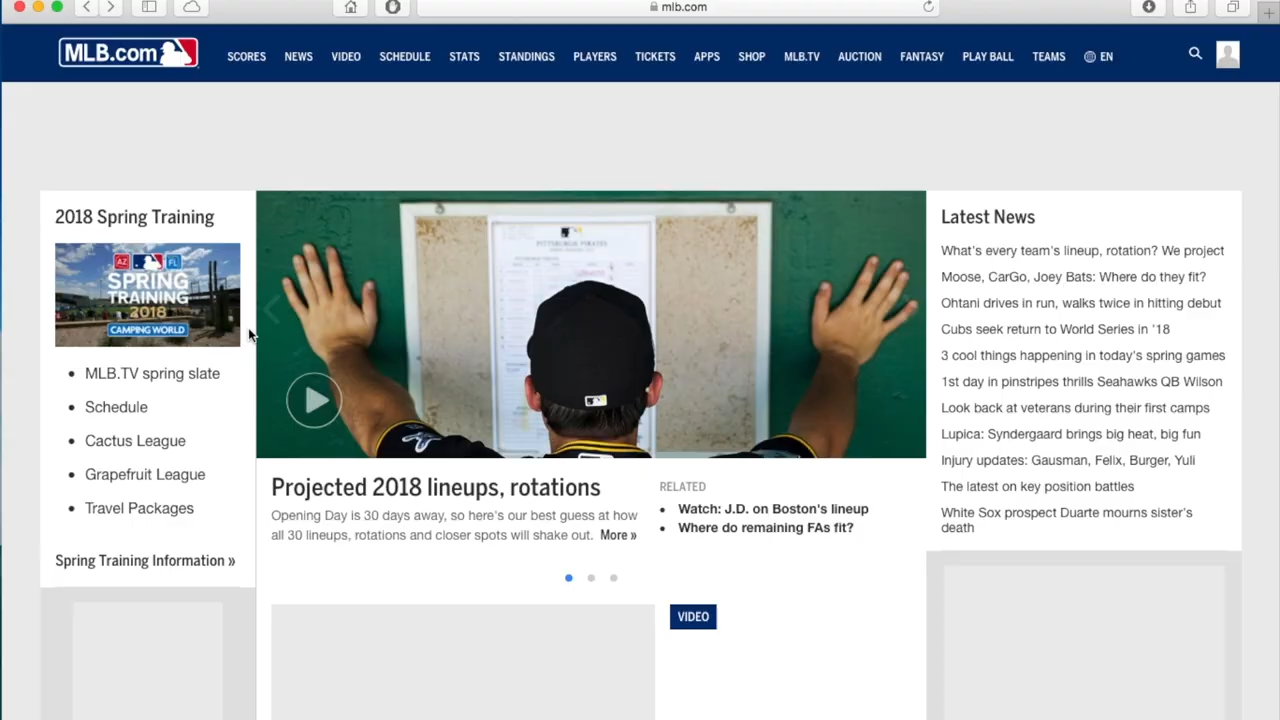 mlb.com
MLB.com
SCORES NEWS VIDEO SCHEDULE STATS STANDINGS PLAYERS TICKETS APPS SHOP MLB.TV AUCTION FANTASY PLAY BALL TEAMS EN
2018 Spring Training
AZ FL
SPRING
TRAINING
2018
CAMPING WORLD
MLB.TV spring slate
Schedule
Cactus League
Grapefruit League
Travel Packages
Spring Training Information »
PITTSBURGH PIRATES
Projected 2018 lineups, rotations
Opening Day is 30 days away, so here's our best guess at how
all 30 lineups, rotations and closer spots will shake out. More »
RELATED
Watch: J.D. on Boston's lineup
Where do remaining FAs fit?
VIDEO
Latest News
What's every team's lineup, rotation? We project
Moose, CarGo, Joey Bats: Where do they fit?
Ohtani drives in run, walks twice in hitting debut
Cubs seek return to World Series in '18
3 cool things happening in today's spring games
1st day in pinstripes thrills Seahawks QB Wilson
Look back at veterans during their first camps
Lupica: Syndergaard brings big heat, big fun
Injury updates: Gausman, Felix, Burger, Yuli
The latest on key position battles
White Sox prospect Duarte mourns sister's
death